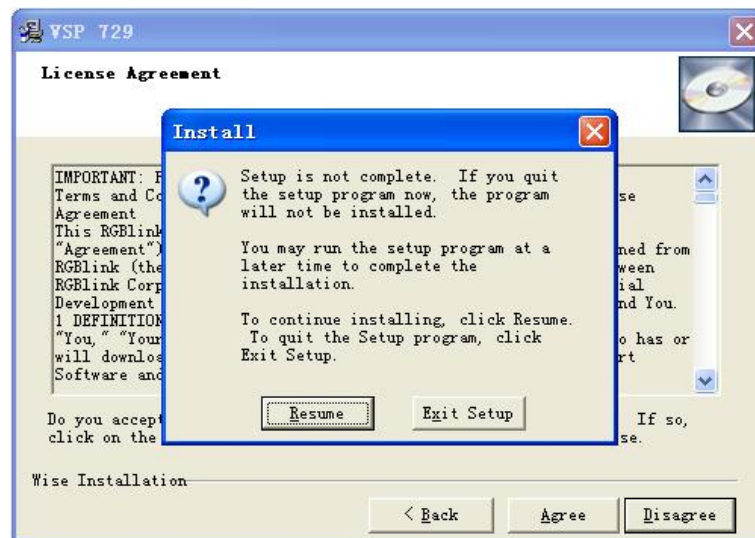 VSP 729
License Agreement
IMPORTANT:
Terms and
Agreement
This RGBlink
"Agreement")
RGBlink (the
RGBlink Corp
Development
1 DEFINITION
"You," "Your
will downloa
Software and
se
ned from
ween
ial
nd You.
o has or
rt
Install
Setup is not complete.  If you quit
the setup program now, the program
will not be installed.
You may run the setup program at a
later time to complete the
installation.
To continue installing, click Resume.
To quit the Setup program, click
Exit Setup.
Resume
Exit Setup
Do you accept
If so,
click on the
se.
Wise Installation
< Back
Agree
Disagree